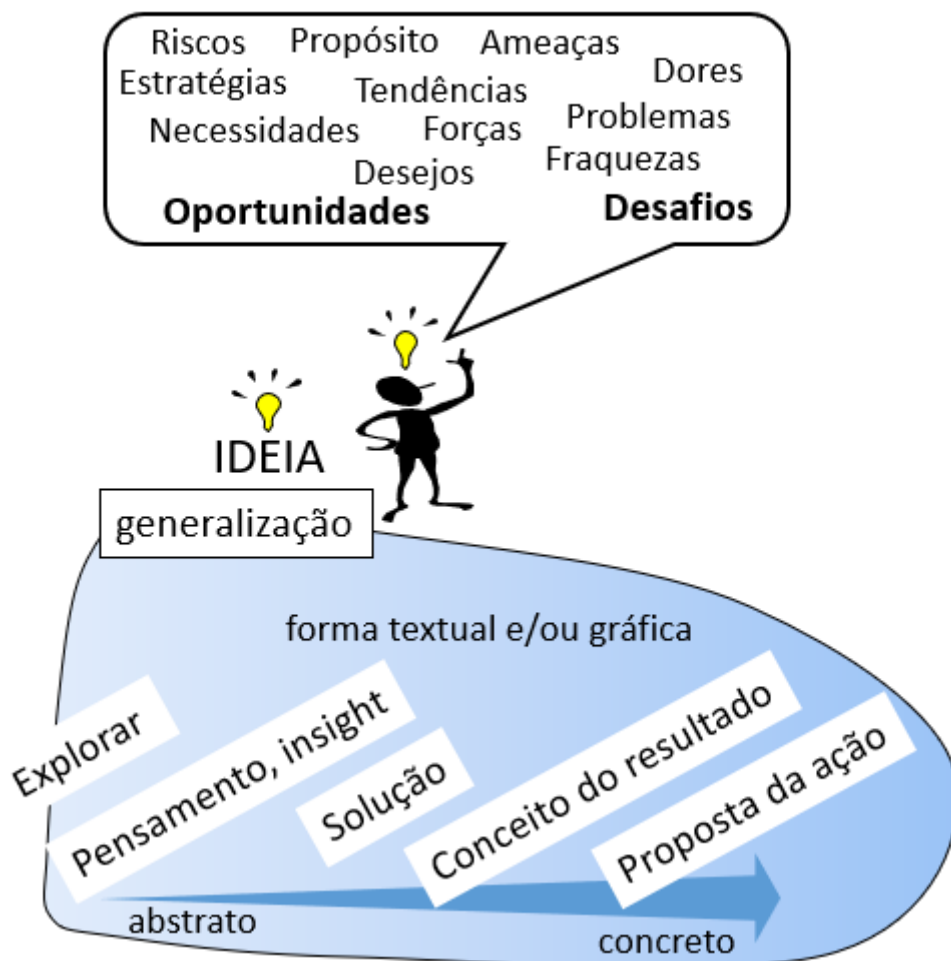 Riscos Propósito Ameaças
Estratégias Tendências Dores
Necessidades Forças Problemas
Desejos Fraquezas
Oportunidades Desafios
IDEIA
generalização
forma textual e/ou gráfica
Explorar
Pensamento, insight
Solução
Conceito do resultado
Proposta da ação
abstrato
concreto